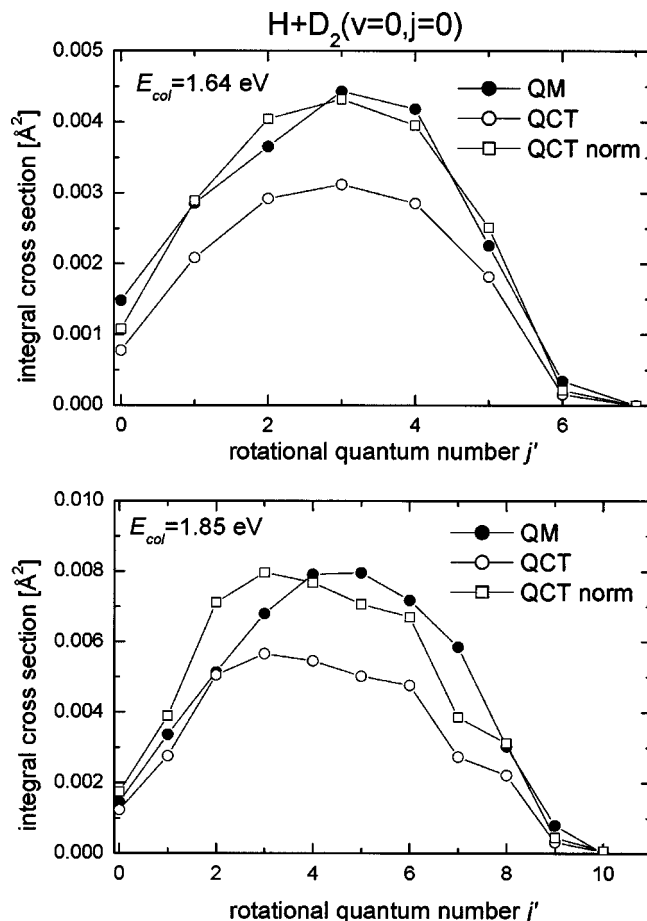 H+D₂(v=0,j=0)
0.005
0.004
0.003
0.002
0.001
0.000
integral cross section [Å²]
E_col=1.64 eV
QM
QCT
QCT norm
0 2 4 6
rotational quantum number j'
0.010
0.008
0.006
0.004
0.002
0.000
integral cross section [Å²]
E_col=1.85 eV
QM
QCT
QCT norm
0 2 4 6 8 10
rotational quantum number j'